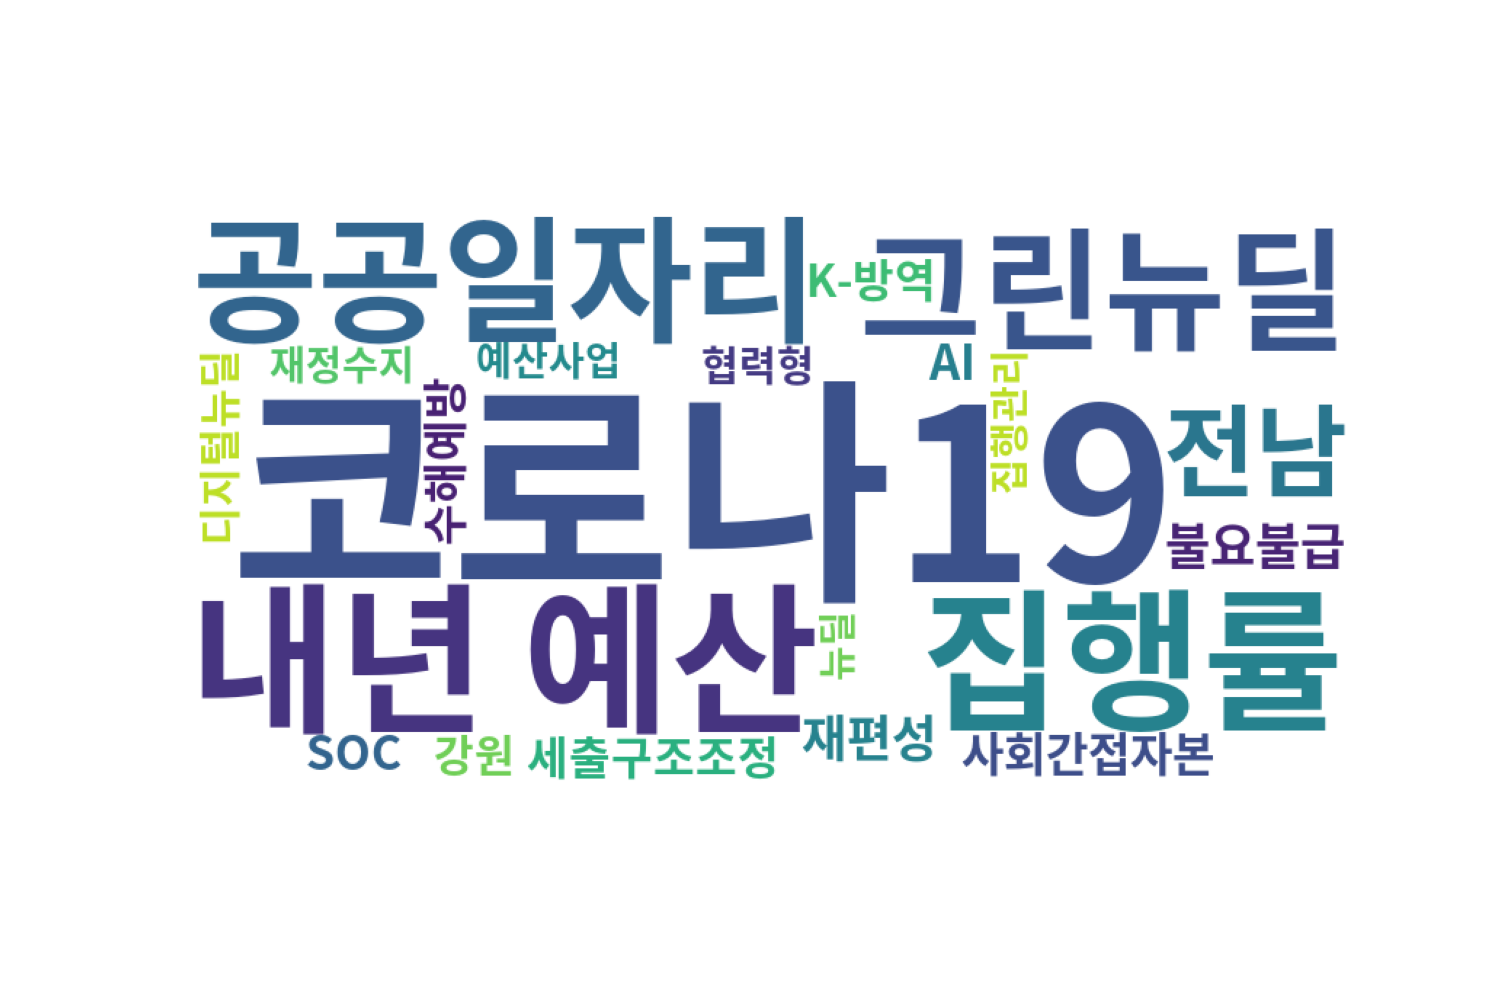 공공일자리
K-방역
그린뉴딜
디지털뉴딜
재정수지
예산사업
협력형
AI
집행관리
수해예방
코로나19
전남
불요불급
내년 예산
뉴딜
집행률
SOC
강원
세출구조조정
재편성
사회간접자본